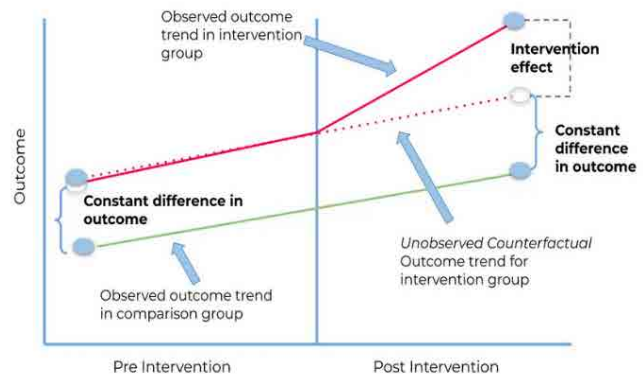 Observed outcome
trend in intervention
group
Intervention
effect
Constant
difference
in outcome
Outcome
Constant difference in
outcome
Unobserved Counterfactual
Outcome trend for
intervention group
Observed outcome trend
in comparison group
Pre Intervention
Post Intervention